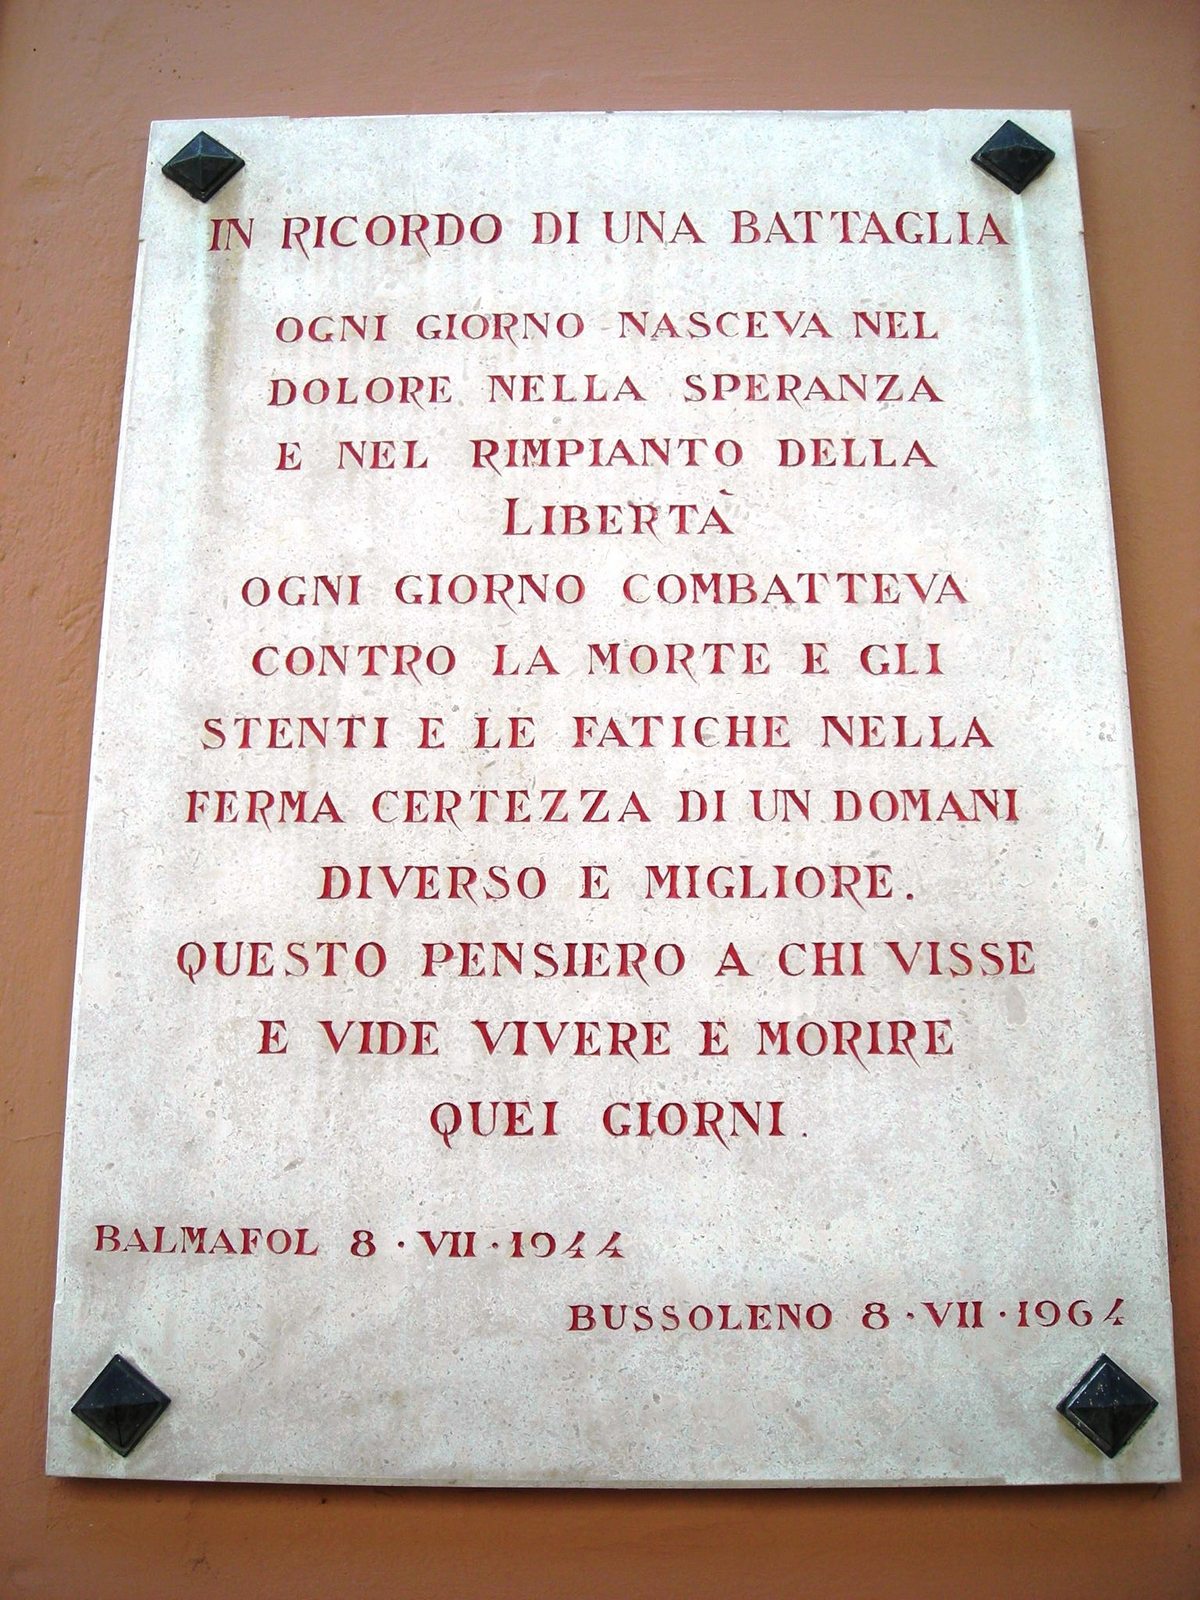 IN RICORDO DI UNA BATTAGLIA
OGNI GIORNO NASCEVA NEL
DOLORE NELLA SPERANZA
E NEL RIMPIANTO DELLA
LIBERTÀ
OGNI GIORNO COMBATTEVA
CONTRO LA MORTE E GLI
STENTI E LE FATICHE NELLA
FERMA CERTEZZA DI UN DOMANI
DIVERSO E MIGLIORE.
QUESTO PENSIERO A CHI VISSE
E VIDE VIVERE E MORIRE
QUEI GIORNI.
BALMAFOL 8·VII·1944
BUSSOLENO 8·VII·1964